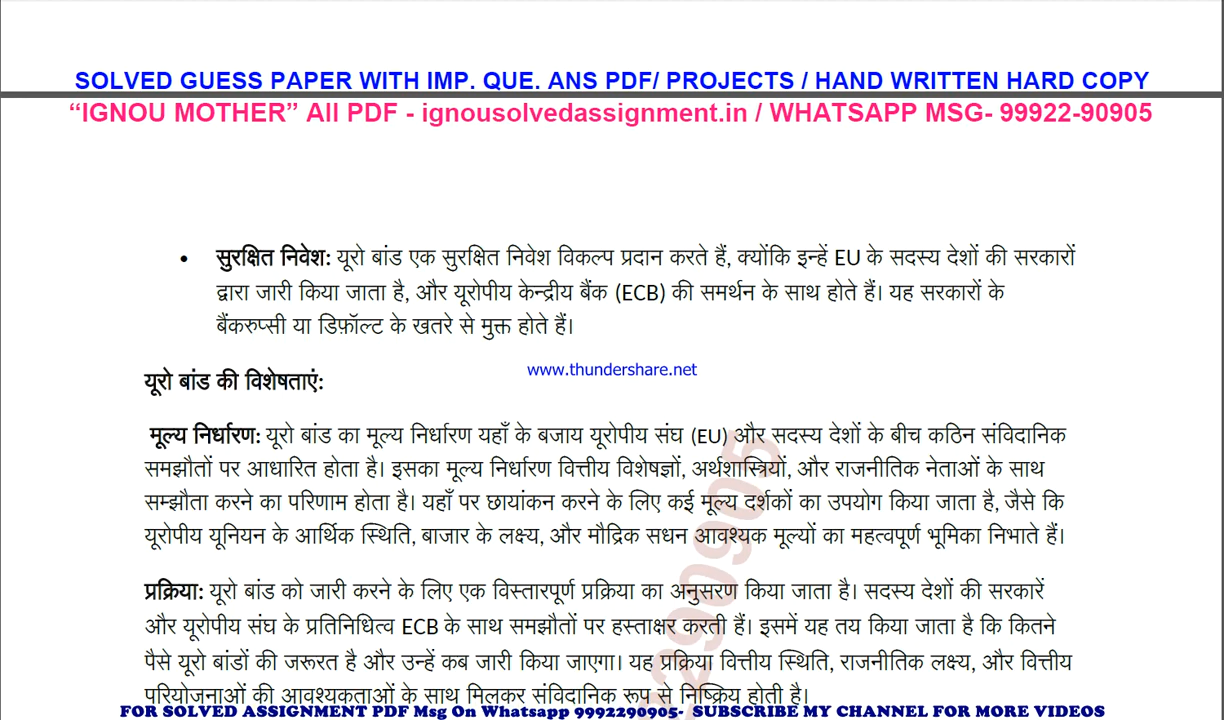 SOLVED GUESS PAPER WITH IMP. QUE. ANS PDF/ PROJECTS / HAND WRITTEN HARD COPY
“IGNOU MOTHER” All PDF - ignousolvedassignment.in / WHATSAPP MSG- 99922-90905
• सुरक्षित निवेश: यूरो बांड एक सुरक्षित निवेश विकल्प प्रदान करते हैं, क्योंकि इन्हें EU के सदस्य देशों की सरकारों
द्वारा जारी किया जाता है, और यूरोपीय केन्द्रीय बैंक (ECB) की समर्थन के साथ होते हैं। यह सरकारों के
बैंकरुप्सी या डिफ़ॉल्ट के खतरे से मुक्त होते हैं।
www.thundershare.net
यूरो बांड की विशेषताएं:
मूल्य निर्धारण: यूरो बांड का मूल्य निर्धारण यहाँ के बजाय यूरोपीय संघ (EU) और सदस्य देशों के बीच कठिन संविदानिक
समझौतों पर आधारित होता है। इसका मूल्य निर्धारण वित्तीय विशेषज्ञों, अर्थशास्त्रियों, और राजनीतिक नेताओं के साथ
सम्झौता करने का परिणाम होता है। यहाँ पर छायांकन करने के लिए कई मूल्य दर्शकों का उपयोग किया जाता है, जैसे कि
यूरोपीय यूनियन के आर्थिक स्थिति, बाजार के लक्ष्य, और मौद्रिक सधन आवश्यक मूल्यों का महत्वपूर्ण भूमिका निभाते हैं।
प्रक्रिया: यूरो बांड को जारी करने के लिए एक विस्तारपूर्ण प्रक्रिया का अनुसरण किया जाता है। सदस्य देशों की सरकारें
और यूरोपीय संघ के प्रतिनिधित्व ECB के साथ समझौतों पर हस्ताक्षर करती हैं। इसमें यह तय किया जाता है कि कितने
पैसे यूरो बांडों की जरूरत है और उन्हें कब जारी किया जाएगा। यह प्रक्रिया वित्तीय स्थिति, राजनीतिक लक्ष्य, और वित्तीय
परियोजनाओं की आवश्यकताओं के साथ मिलकर संविदानिक रूप से निष्क्रिय होती है।
FOR SOLVED ASSIGNMENT PDF Msg On Whatsapp 9992290905- SUBSCRIBE MY CHANNEL FOR MORE VIDEOS